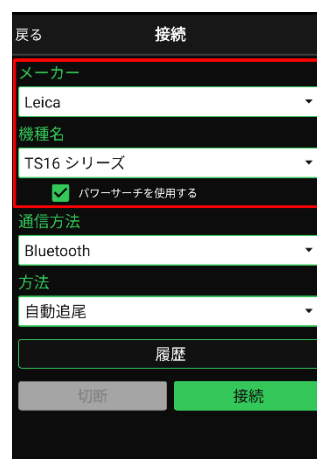 戻る 接続
メーカー
Leica
機種名
TS16 シリーズ
パワーサーチを使用する
通信方法
Bluetooth
方法
自動追尾
履歴
切断 接続